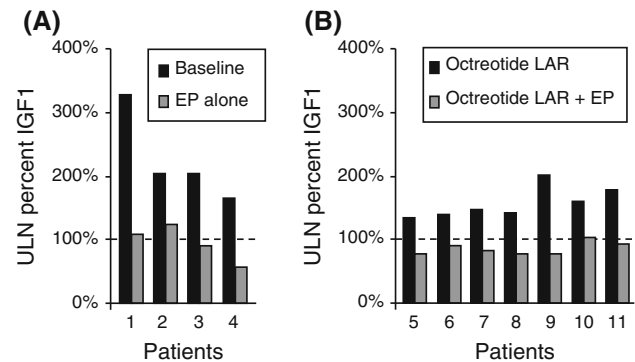 (A)
ULN percent IGF1
400%
300%
200%
100%
0%
Baseline
EP alone
1 2 3 4
Patients
(B)
ULN percent IGF1
400%
300%
200%
100%
0%
Octreotide LAR
Octreotide LAR + EP
5 6 7 8 9 10 11
Patients